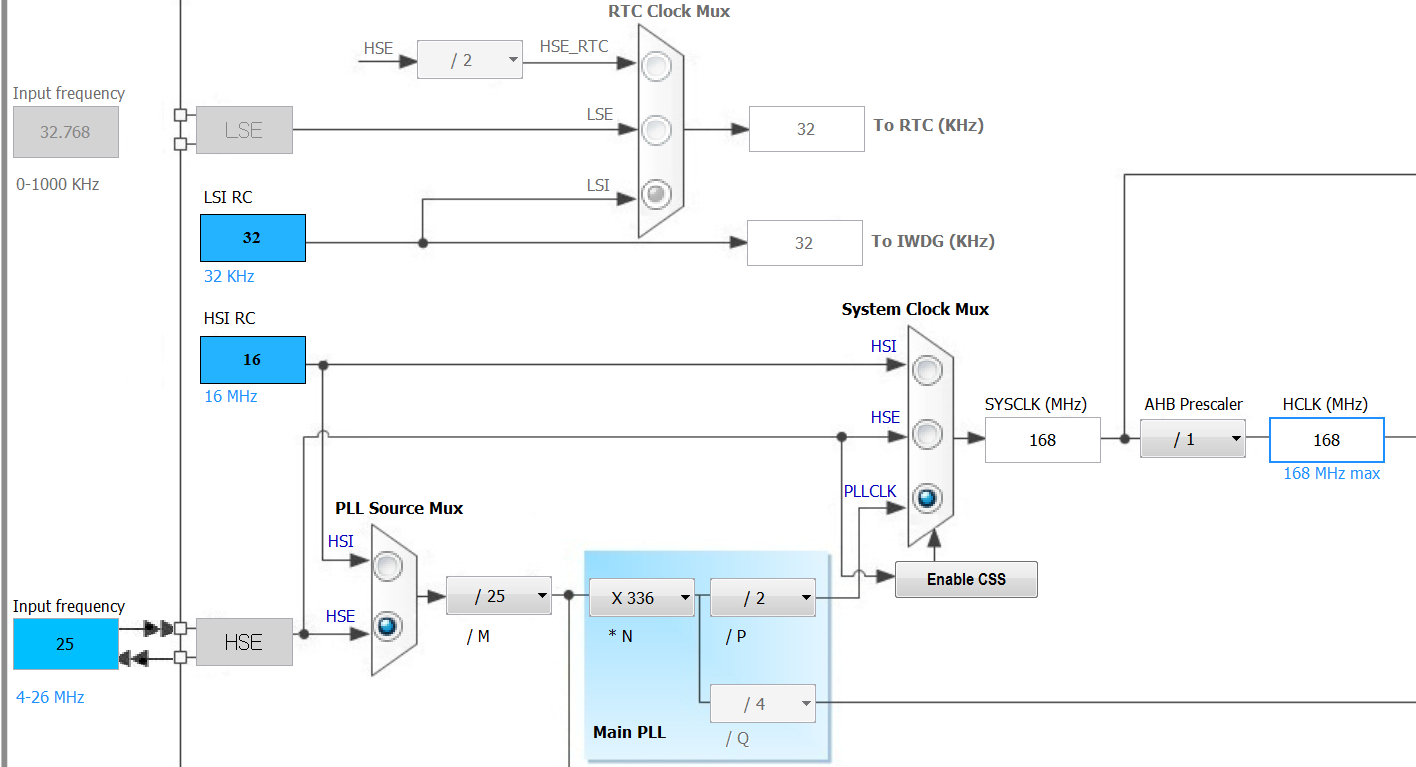 RTC Clock Mux
HSE
/ 2
HSE_RTC
Input frequency
32.768
0-1000 KHz
LSE
LSE
32
To RTC (KHz)
LSI RC
32
32 KHz
LSI
32
To IWDG (KHz)
HSI RC
16
16 MHz
System Clock Mux
HSI
HSE
PLLCLK
SYSCLK (MHz)
168
AHB Prescaler
/ 1
HCLK (MHz)
168
168 MHz max
Enable CSS
PLL Source Mux
HSI
HSE
Input frequency
25
4-26 MHz
HSE
/ 25
/ M
X 336
* N
/ 2
/ P
/ 4
/ Q
Main PLL